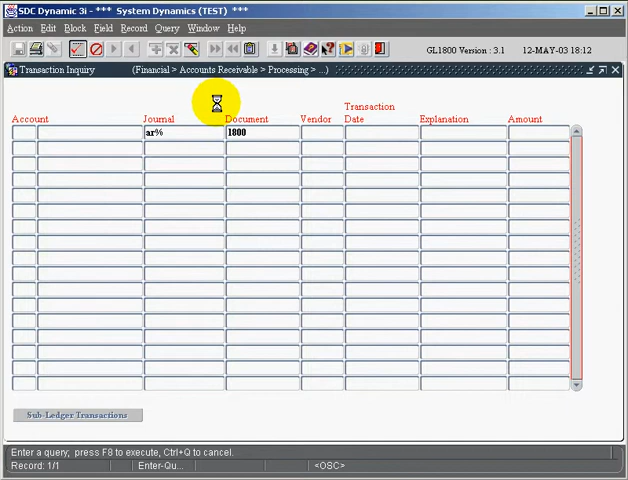 SDC Dynamic 3i - *** System Dynamics (TEST) ***
Action Edit Block Field Record Query Window Help
GL1800 Version : 3.1 12-MAY-03 18:12
Transaction Inquiry (Financial > Accounts Receivable > Processing > ...)
Account Journal Document Vendor Transaction Date Explanation Amount
ar% 1800
Sub-Ledger Transactions
Enter a query; press F8 to execute, Ctrl+Q to cancel.
Record: 1/1 Enter-Qu... <OSC>